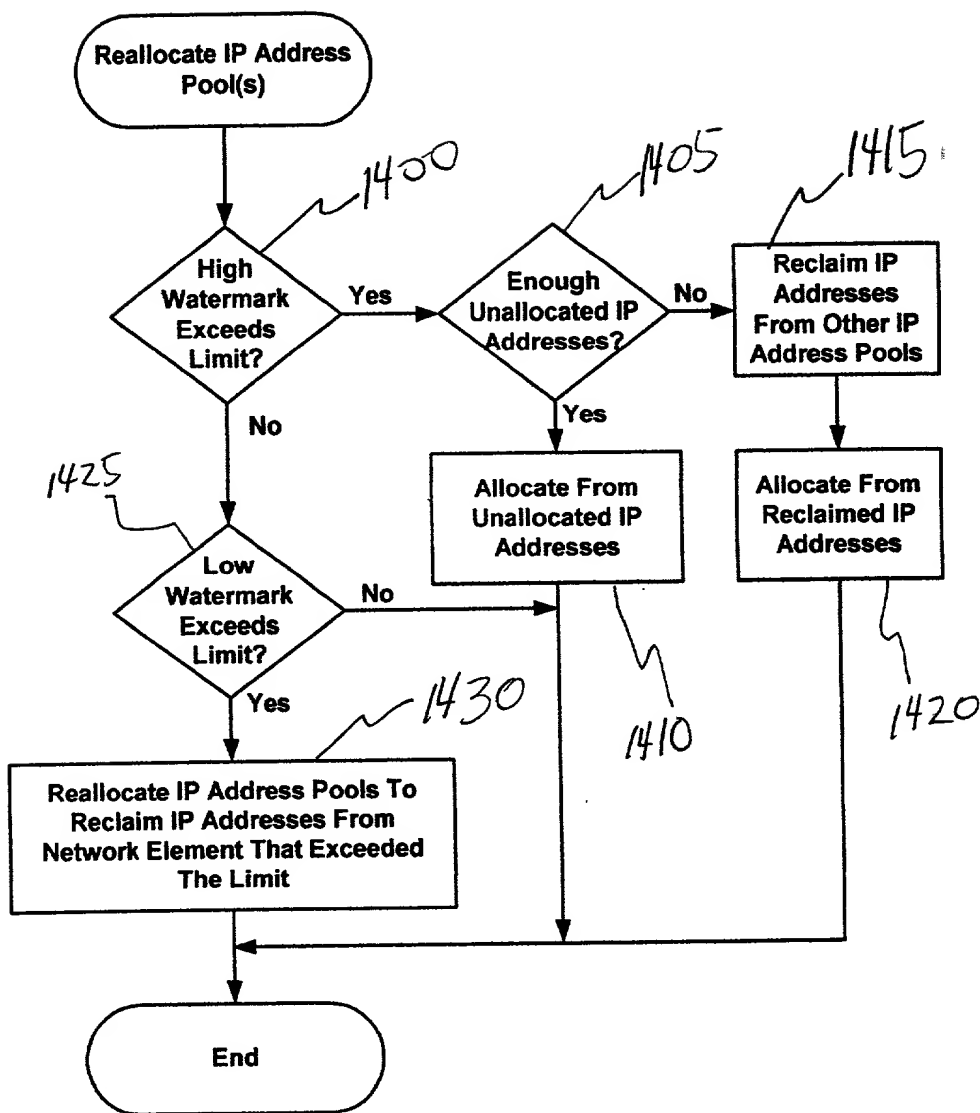 Reallocate IP Address
Pool(s)
1400
1405
1415
High
Watermark
Exceeds
Limit?
Yes
Enough
Unallocated IP
Addresses?
No
Reclaim IP
Addresses
From Other IP
Address Pools
No
Yes
1425
Allocate From
Unallocated IP
Addresses
Allocate From
Reclaimed IP
Addresses
Low
Watermark
Exceeds
Limit?
No
Yes
1430
1410
1420
Reallocate IP Address Pools To
Reclaim IP Addresses From
Network Element That Exceeded
The Limit
End